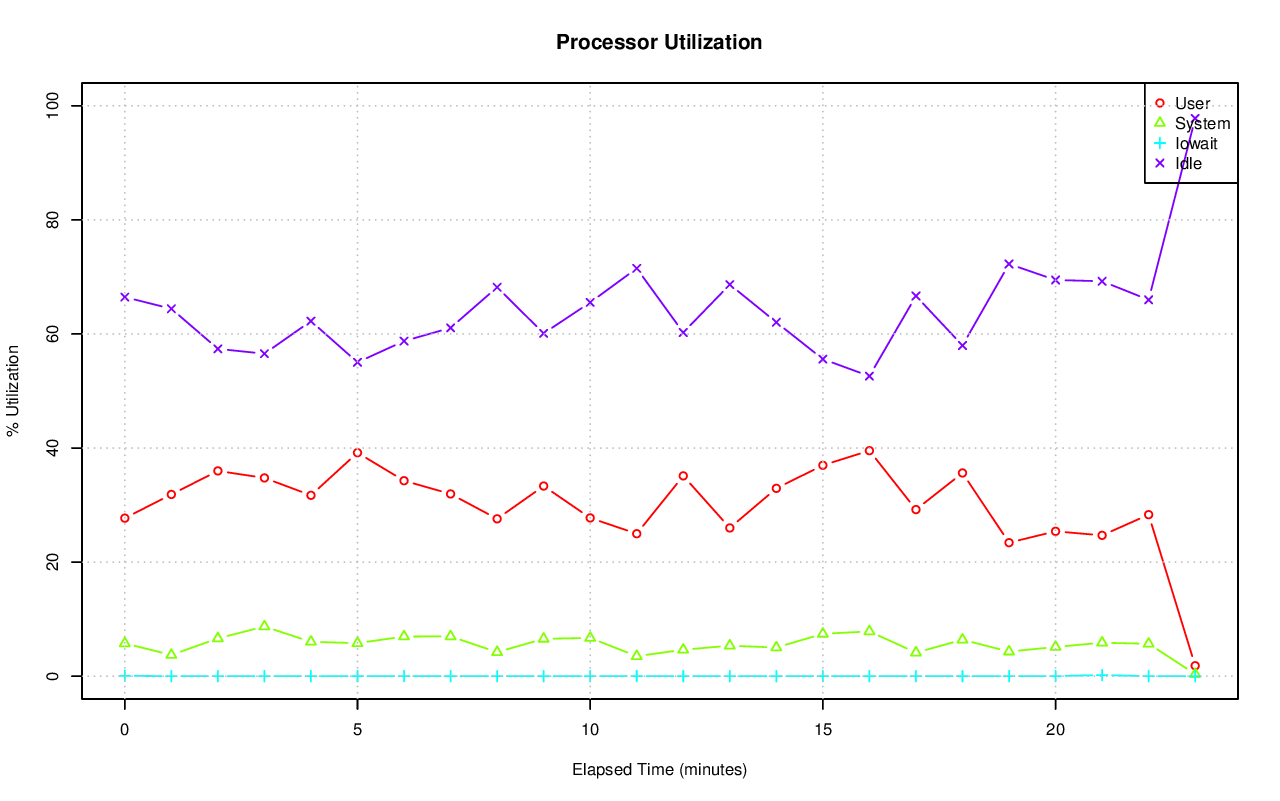 Processor Utilization
% Utilization
100
80
60
40
20
0
User
System
Iowait
Idle
0 5 10 15 20
Elapsed Time (minutes)